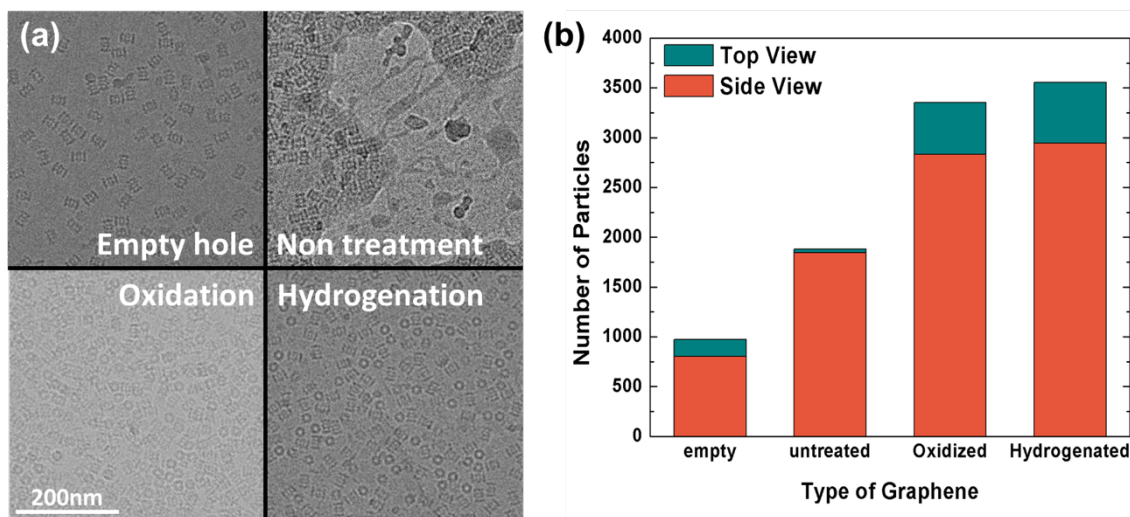 (a)
Empty hole
Non treatment
Oxidation
Hydrogenation
200nm
(b)
4000
3500
3000
2500
2000
1500
1000
500
0
Number of Particles
Top View
Side View
empty
untreated
Oxidized
Hydrogenated
Type of Graphene